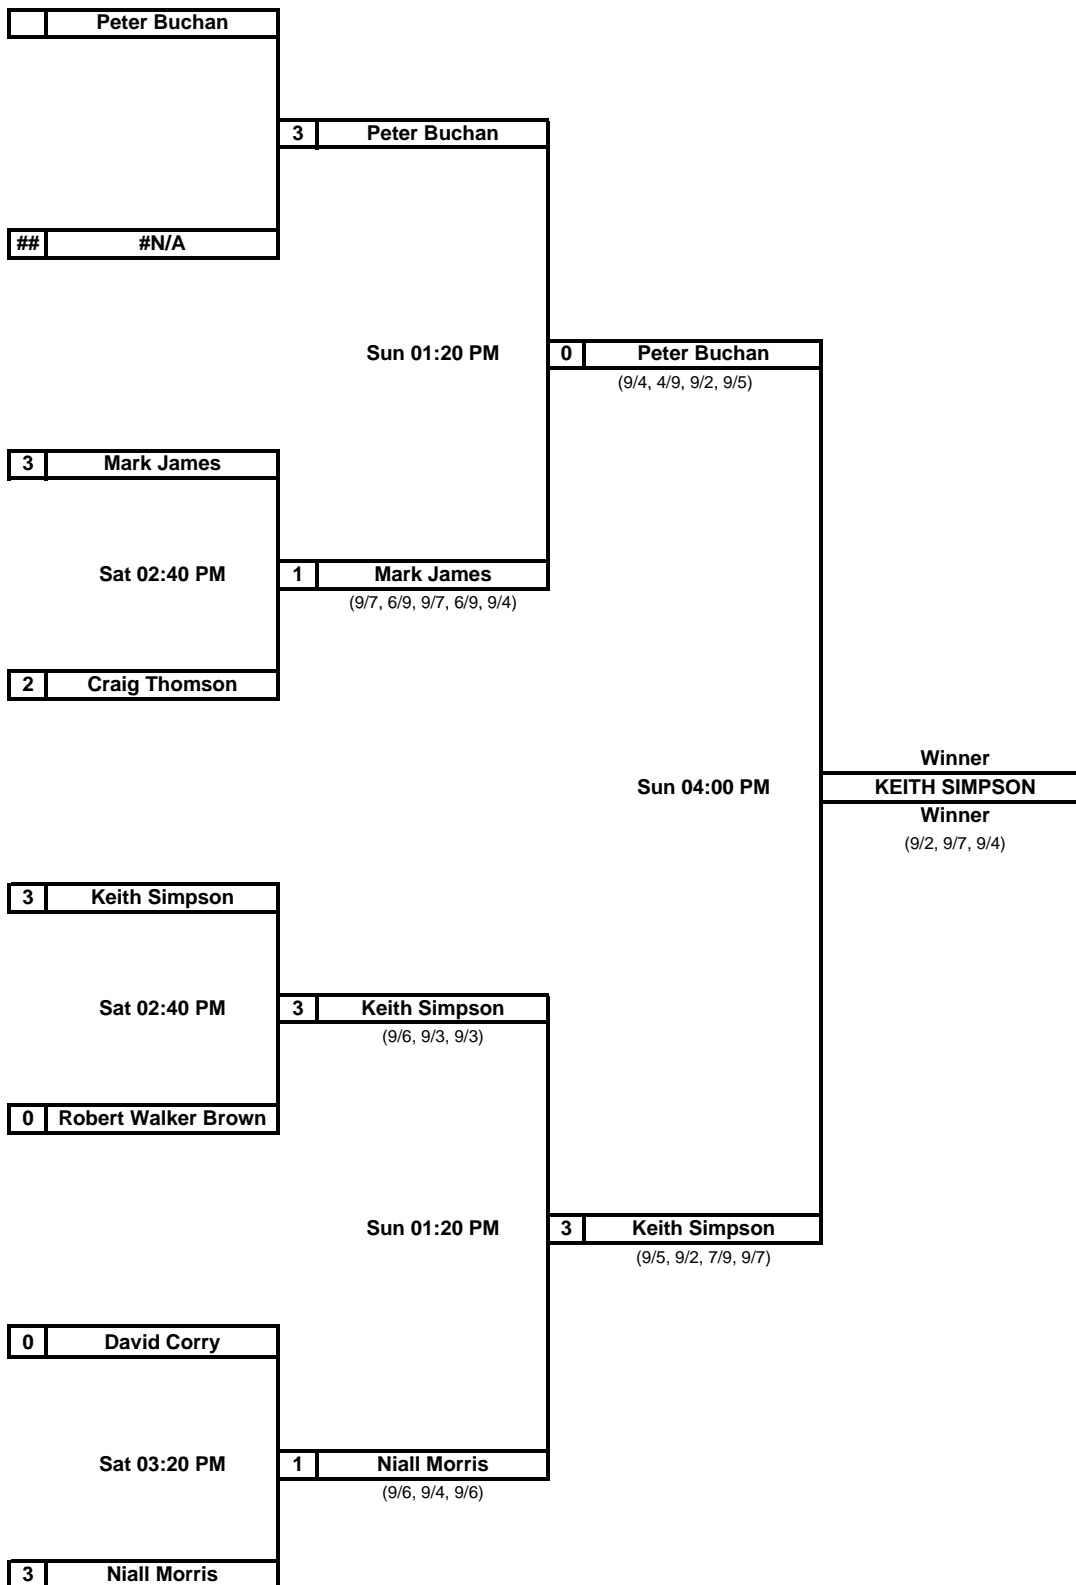 Peter Buchan
3 Peter Buchan
## #N/A
Sun 01:20 PM
0 Peter Buchan
(9/4, 4/9, 9/2, 9/5)
3 Mark James
Sat 02:40 PM
1 Mark James
(9/7, 6/9, 9/7, 6/9, 9/4)
2 Craig Thomson
Winner
Sun 04:00 PM
KEITH SIMPSON
Winner
(9/2, 9/7, 9/4)
3 Keith Simpson
Sat 02:40 PM
3 Keith Simpson
(9/6, 9/3, 9/3)
0 Robert Walker Brown
Sun 01:20 PM
3 Keith Simpson
(9/5, 9/2, 7/9, 9/7)
0 David Corry
Sat 03:20 PM
1 Niall Morris
(9/6, 9/4, 9/6)
3 Niall Morris